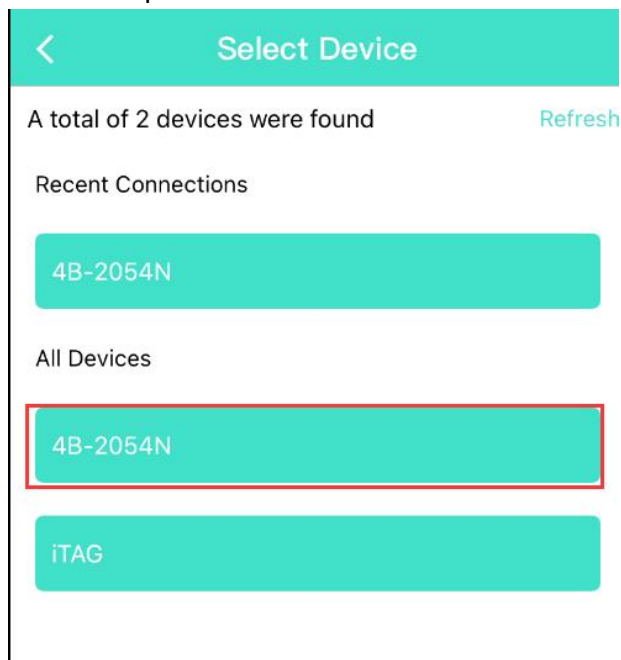 Select Device
A total of 2 devices were found Refresh
Recent Connections
4B-2054N
All Devices
4B-2054N
iTAG